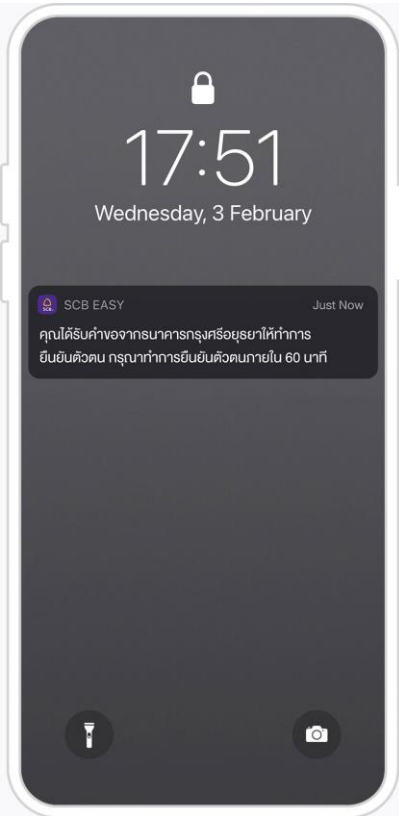 17:51
Wednesday, 3 February
SCB EASY
Just Now
คุณได้รับคำขอจากธนาคารกรุงศรีอยุธยาให้ทำการ
ยืนยันตัวตน กรุณาทำการยืนยันตัวตนภายใน 60 นาที